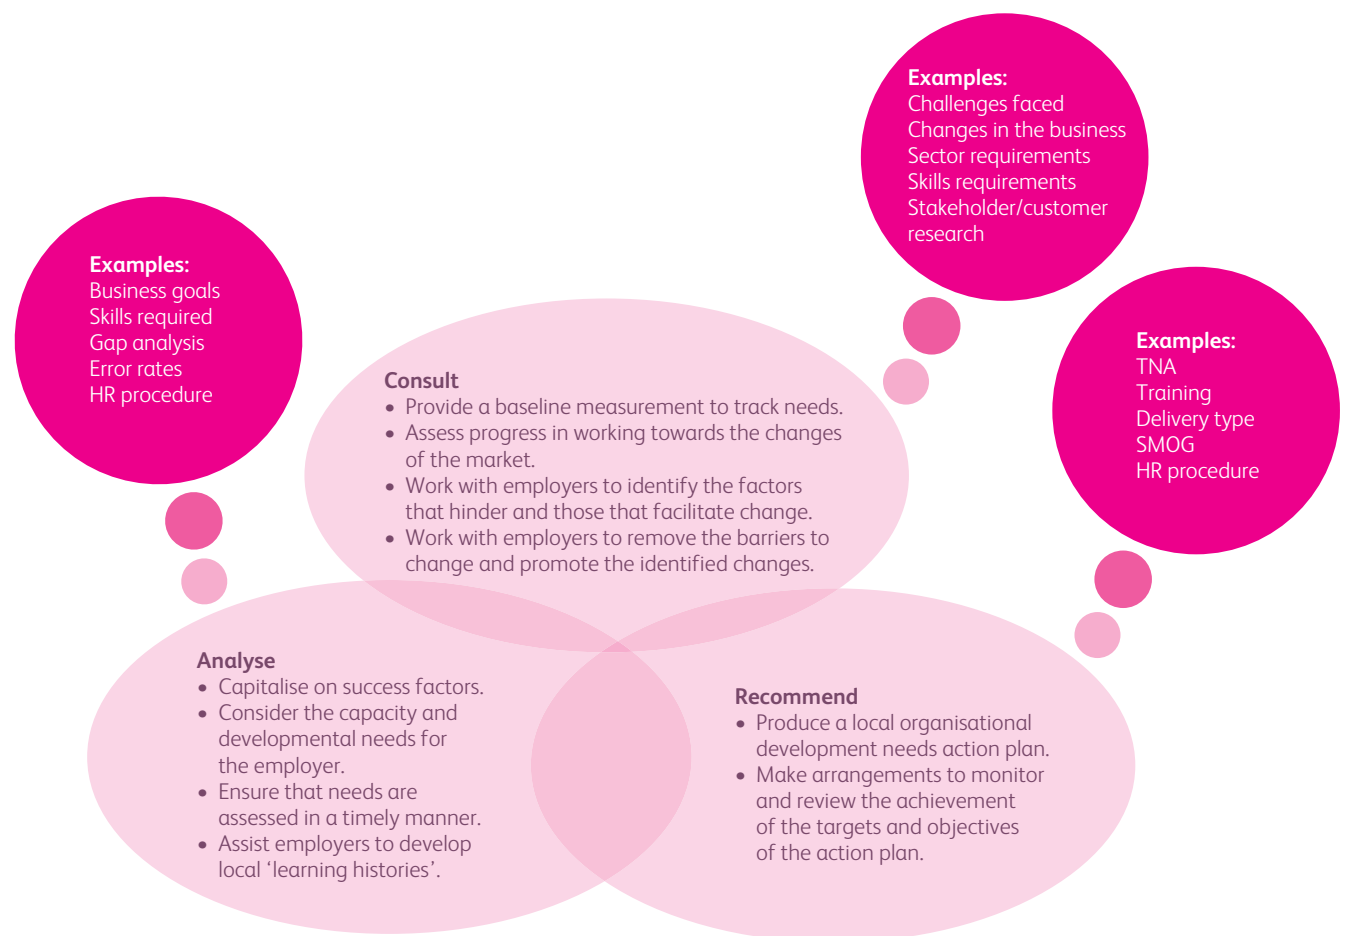 Examples:
Challenges faced
Changes in the business
Sector requirements
Skills requirements
Stakeholder/customer
research
Examples:
Business goals
Skills required
Gap analysis
Error rates
HR procedure
Examples:
TNA
Training
Delivery type
SMOG
HR procedure
Consult
• Provide a baseline measurement to track needs.
• Assess progress in working towards the changes
of the market.
• Work with employers to identify the factors
that hinder and those that facilitate change.
• Work with employers to remove the barriers to
change and promote the identified changes.
Analyse
• Capitalise on success factors.
• Consider the capacity and
developmental needs for
the employer.
• Ensure that needs are
assessed in a timely manner.
• Assist employers to develop
local ‘learning histories’.
Recommend
• Produce a local organisational
development needs action plan.
• Make arrangements to monitor
and review the achievement
of the targets and objectives
of the action plan.